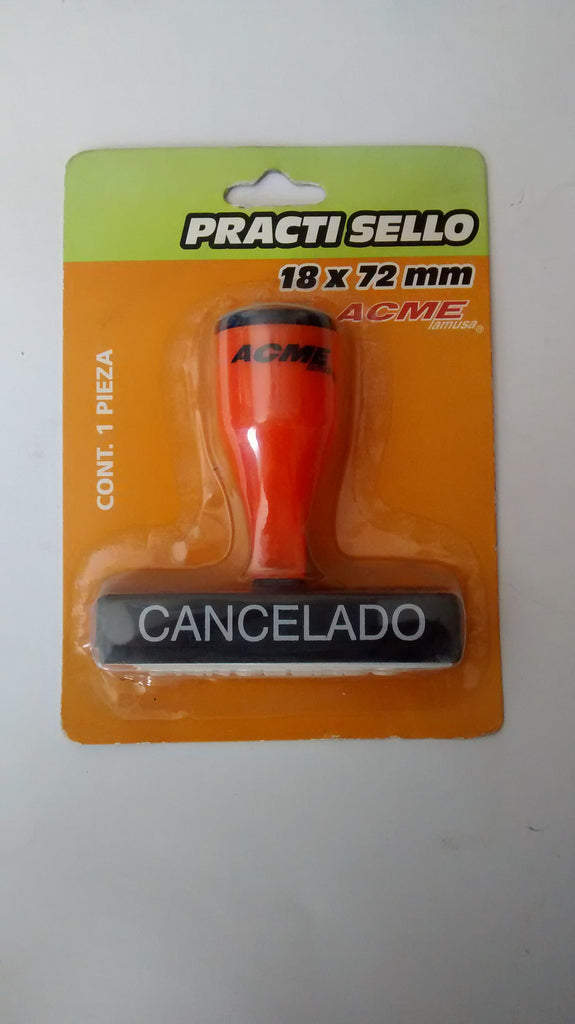 PRACTI SELLO
18 x 72 mm
ACME
lamusa®
ACME
CONT. 1 PIEZA
CANCELADO